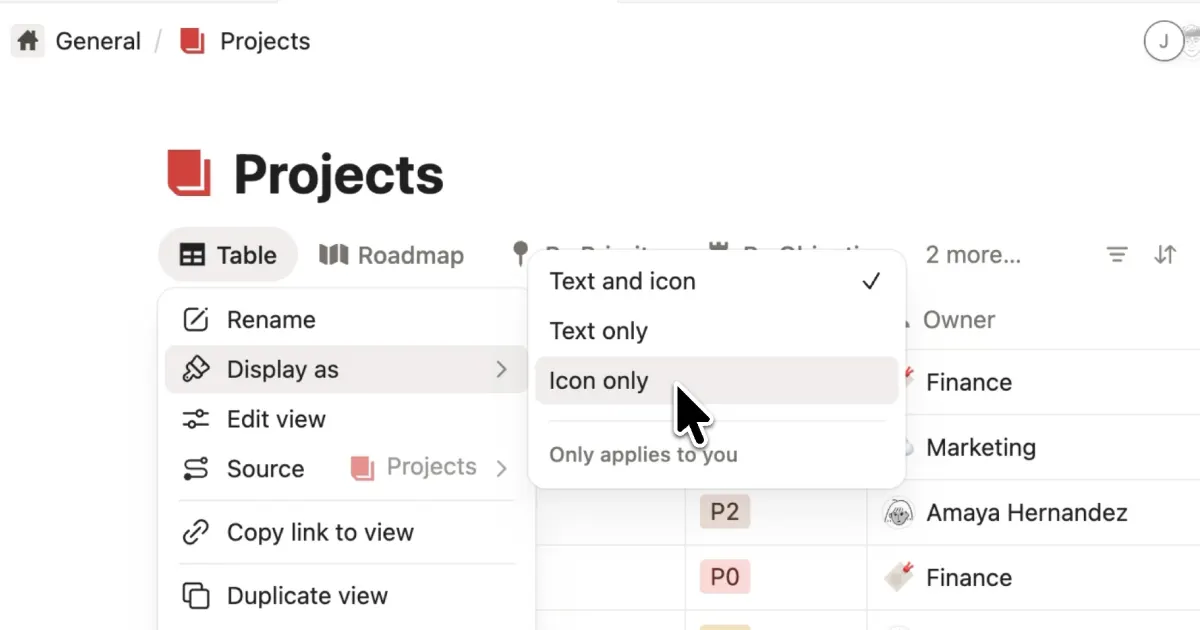 General / Projects
J
Projects
Table Roadmap 2 more...
Text and icon
Text only
Icon only
Only applies to you
Rename
Display as
Edit view
Source Projects
Copy link to view
Duplicate view
Owner
Finance
Marketing
P2 Amaya Hernandez
P0 Finance